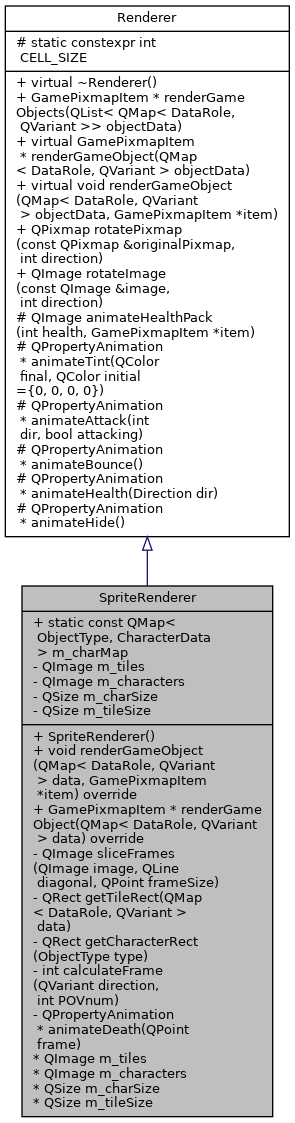 Renderer
# static constexpr int
CELL_SIZE
+ virtual ~Renderer()
+ GamePixmapItem * renderGame
Objects(QList< QMap< DataRole,
QVariant >> objectData)
+ virtual GamePixmapItem
* renderGameObject(QMap
< DataRole, QVariant > objectData)
+ virtual void renderGameObject
(QMap< DataRole, QVariant
> objectData, GamePixmapItem *item)
+ QPixmap rotatePixmap
(const QPixmap &originalPixmap,
int direction)
+ QImage rotateImage
(const QImage &image,
int direction)
# QImage animateHealthPack
(int health, GamePixmapItem *item)
# QPropertyAnimation
* animateTint(QColor
final, QColor initial
={0, 0, 0, 0})
# QPropertyAnimation
* animateAttack(int
dir, bool attacking)
# QPropertyAnimation
* animateBounce()
# QPropertyAnimation
* animateHealth(Direction dir)
# QPropertyAnimation
* animateHide()
SpriteRenderer
+ static const QMap<
ObjectType, CharacterData
> m_charMap
- QImage m_tiles
- QImage m_characters
- QSize m_charSize
- QSize m_tileSize
+ SpriteRenderer()
+ void renderGameObject
(QMap< DataRole, QVariant
> data, GamePixmapItem
*item) override
+ GamePixmapItem * renderGame
Object(QMap< DataRole, QVariant
> data) override
- QImage sliceFrames
(QImage image, QLine
diagonal, QPoint frameSize)
- QRect getTileRect(QMap
< DataRole, QVariant >
data)
- QRect getCharacterRect
(ObjectType type)
- int calculateFrame
(QVariant direction,
int POVnum)
- QPropertyAnimation
* animateDeath(QPoint
frame)
* QImage m_tiles
* QImage m_characters
* QSize m_charSize
* QSize m_tileSize